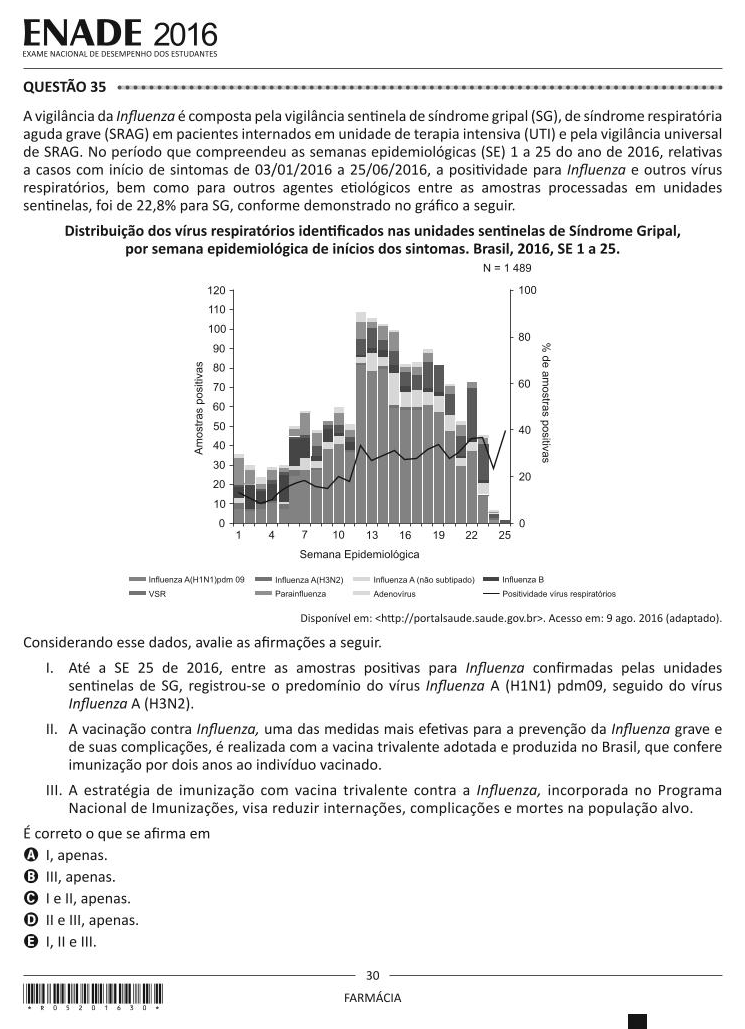 ENADE 2016
EXAME NACIONAL DE DESEMPENHO DOS ESTUDANTES
QUESTÃO 35
A vigilância da Influenza é composta pela vigilância sentinela de síndrome gripal (SG), de síndrome respiratória
aguda grave (SRAG) em pacientes internados em unidade de terapia intensiva (UTI) e pela vigilância universal
de SRAG. No período que compreendeu as semanas epidemiológicas (SE) 1 a 25 do ano de 2016, relativas
a casos com início de sintomas de 03/01/2016 a 25/06/2016, a positividade para Influenza e outros vírus
respiratórios, bem como para outros agentes etiológicos entre as amostras processadas em unidades
sentinelas, foi de 22,8% para SG, conforme demonstrado no gráfico a seguir.
Distribuição dos vírus respiratórios identificados nas unidades sentinelas de Síndrome Gripal,
por semana epidemiológica de inícios dos sintomas. Brasil, 2016, SE 1 a 25.
N = 1 489
120
110
100
90
80
70
60
50
40
30
20
10
0
Amostras positivas
100
80
60
40
20
0
% de amostras positivas
1 4 7 10 13 16 19 22 25
Semana Epidemiológica
Influenza A(H1N1)pdm 09 Influenza A(H3N2) Influenza A (não subtipado) Influenza B
VSR Parainfluenza Adenovírus Positividade vírus respiratórios
Disponível em: <http://portalsaude.saude.gov.br>. Acesso em: 9 ago. 2016 (adaptado).
Considerando esse dados, avalie as afirmações a seguir.
I. Até a SE 25 de 2016, entre as amostras positivas para Influenza confirmadas pelas unidades
sentinelas de SG, registrou-se o predomínio do vírus Influenza A (H1N1) pdm09, seguido do vírus
Influenza A (H3N2).
II. A vacinação contra Influenza, uma das medidas mais efetivas para a prevenção da Influenza grave e
de suas complicações, é realizada com a vacina trivalente adotada e produzida no Brasil, que confere
imunização por dois anos ao indivíduo vacinado.
III. A estratégia de imunização com vacina trivalente contra a Influenza, incorporada no Programa
Nacional de Imunizações, visa reduzir internações, complicações e mortes na população alvo.
É correto o que se afirma em
A I, apenas.
B III, apenas.
C I e II, apenas.
D II e III, apenas.
E I, II e III.
30
FARMÁCIA
* R 0 5 2 0 1 6 3 0 *